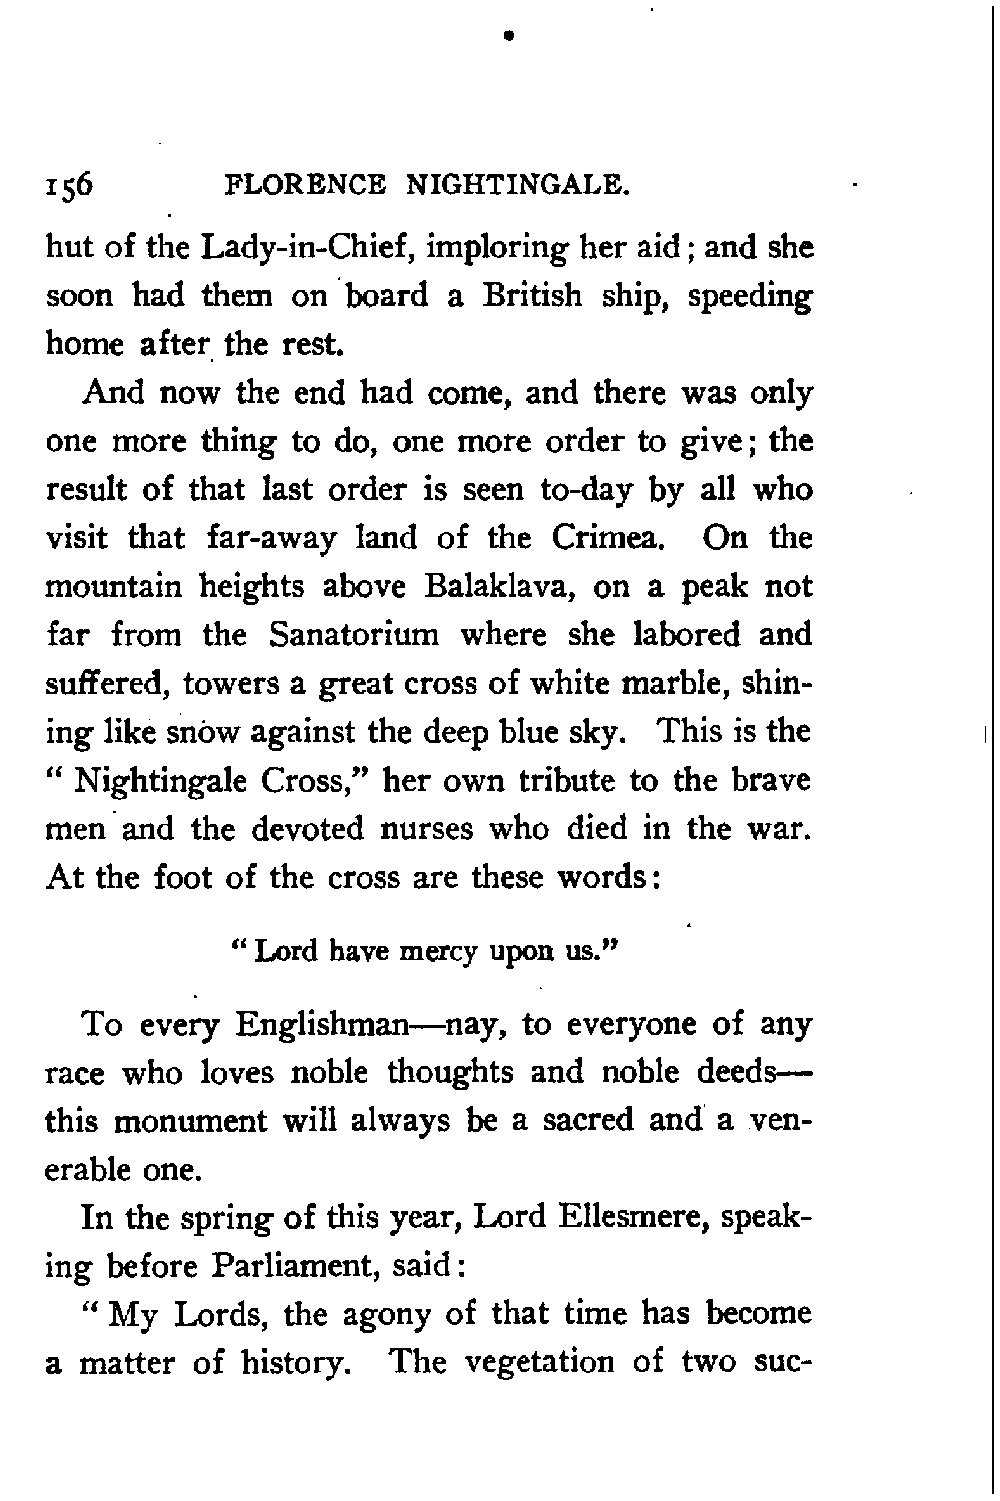 156 FLORENCE NIGHTINGALE.
hut of the Lady-in-Chief, imploring her aid; and she
soon had them on board a British ship, speeding
home after the rest.
And now the end had come, and there was only
one more thing to do, one more order to give; the
result of that last order is seen to-day by all who
visit that far-away land of the Crimea. On the
mountain heights above Balaklava, on a peak not
far from the Sanatorium where she labored and
suffered, towers a great cross of white marble, shin-
ing like snow against the deep blue sky. This is the
"Nightingale Cross," her own tribute to the brave
men and the devoted nurses who died in the war.
At the foot of the cross are these words:
"Lord have mercy upon us."
To every Englishman—nay, to everyone of any
race who loves noble thoughts and noble deeds—
this monument will always be a sacred and a ven-
erable one.
In the spring of this year, Lord Ellesmere, speak-
ing before Parliament, said:
"My Lords, the agony of that time has become
a matter of history. The vegetation of two suc-